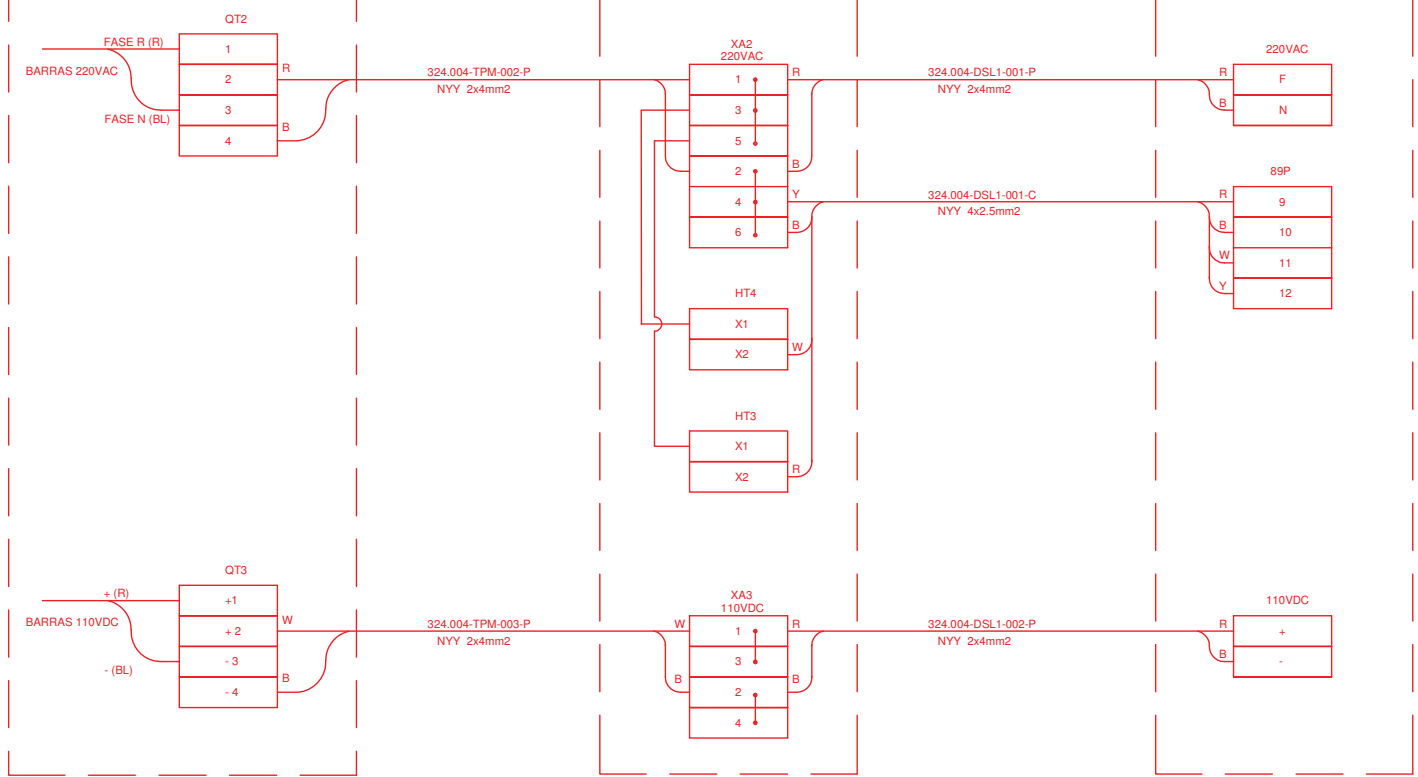 QT2
FASE R (R)
BARRAS 220VAC
FASE N (BL)
1
2
3
4
R
B
324.004-TPM-002-P
NYY 2x4mm2
XA2
220VAC
1
3
5
2
4
6
R
B
Y
B
324.004-DSL1-001-P
NYY 2x4mm2
220VAC
R
F
B
N
324.004-DSL1-001-C
NYY 4x2.5mm2
89P
R
9
B
10
W
11
Y
12
HT4
X1
X2
W
HT3
X1
X2
R
QT3
+ (R)
BARRAS 110VDC
- (BL)
+1
+ 2
- 3
- 4
W
B
324.004-TPM-003-P
NYY 2x4mm2
XA3
110VDC
W
B
1
3
2
4
R
B
324.004-DSL1-002-P
NYY 2x4mm2
110VDC
R
+
B
-